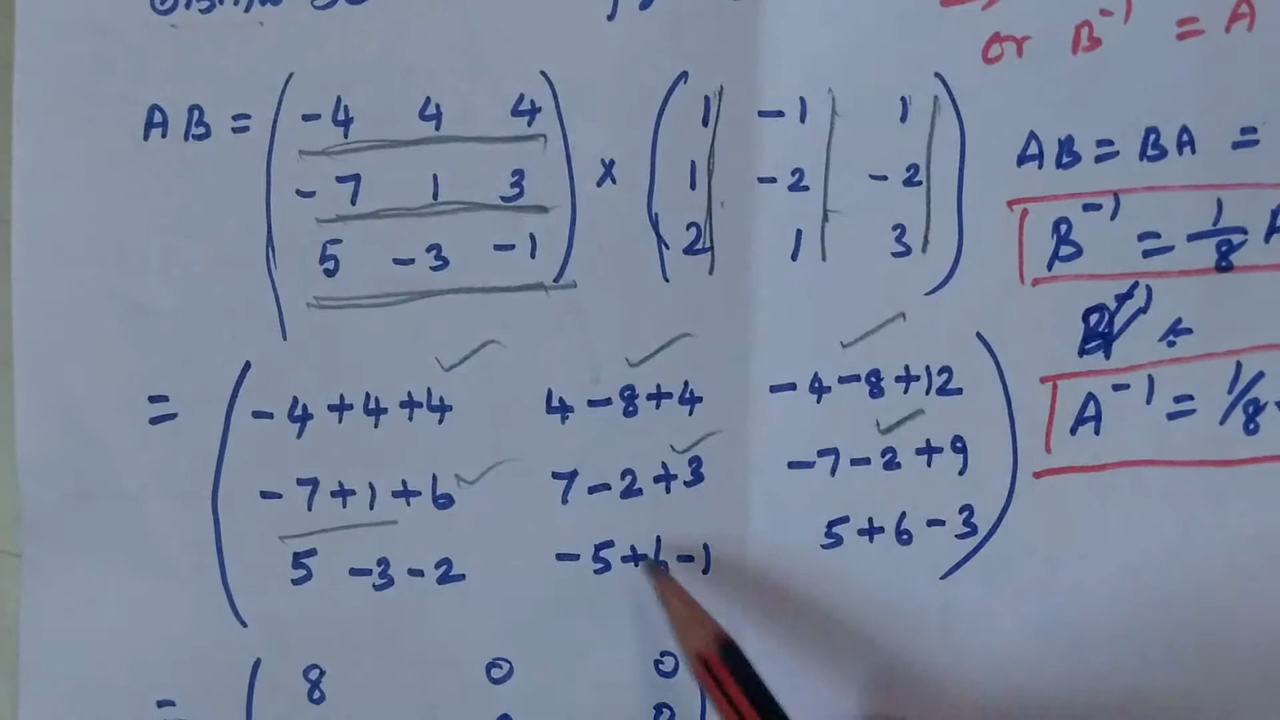 or B⁻¹ = A
AB = ( -4 4 4 ) × ( 1 -1 1 )
-7 1 3 1 -2 -2
5 -3 -1 2 1 3
AB = BA =
B⁻¹ = 1/8
A⁻¹ = 1/8
= ( -4+4+4 4-8+4 -4-8+12 )
-7+1+6 7-2+3 -7-2+9
5 -3-2 -5+6-1 5+6-3
= ( 8 0 0